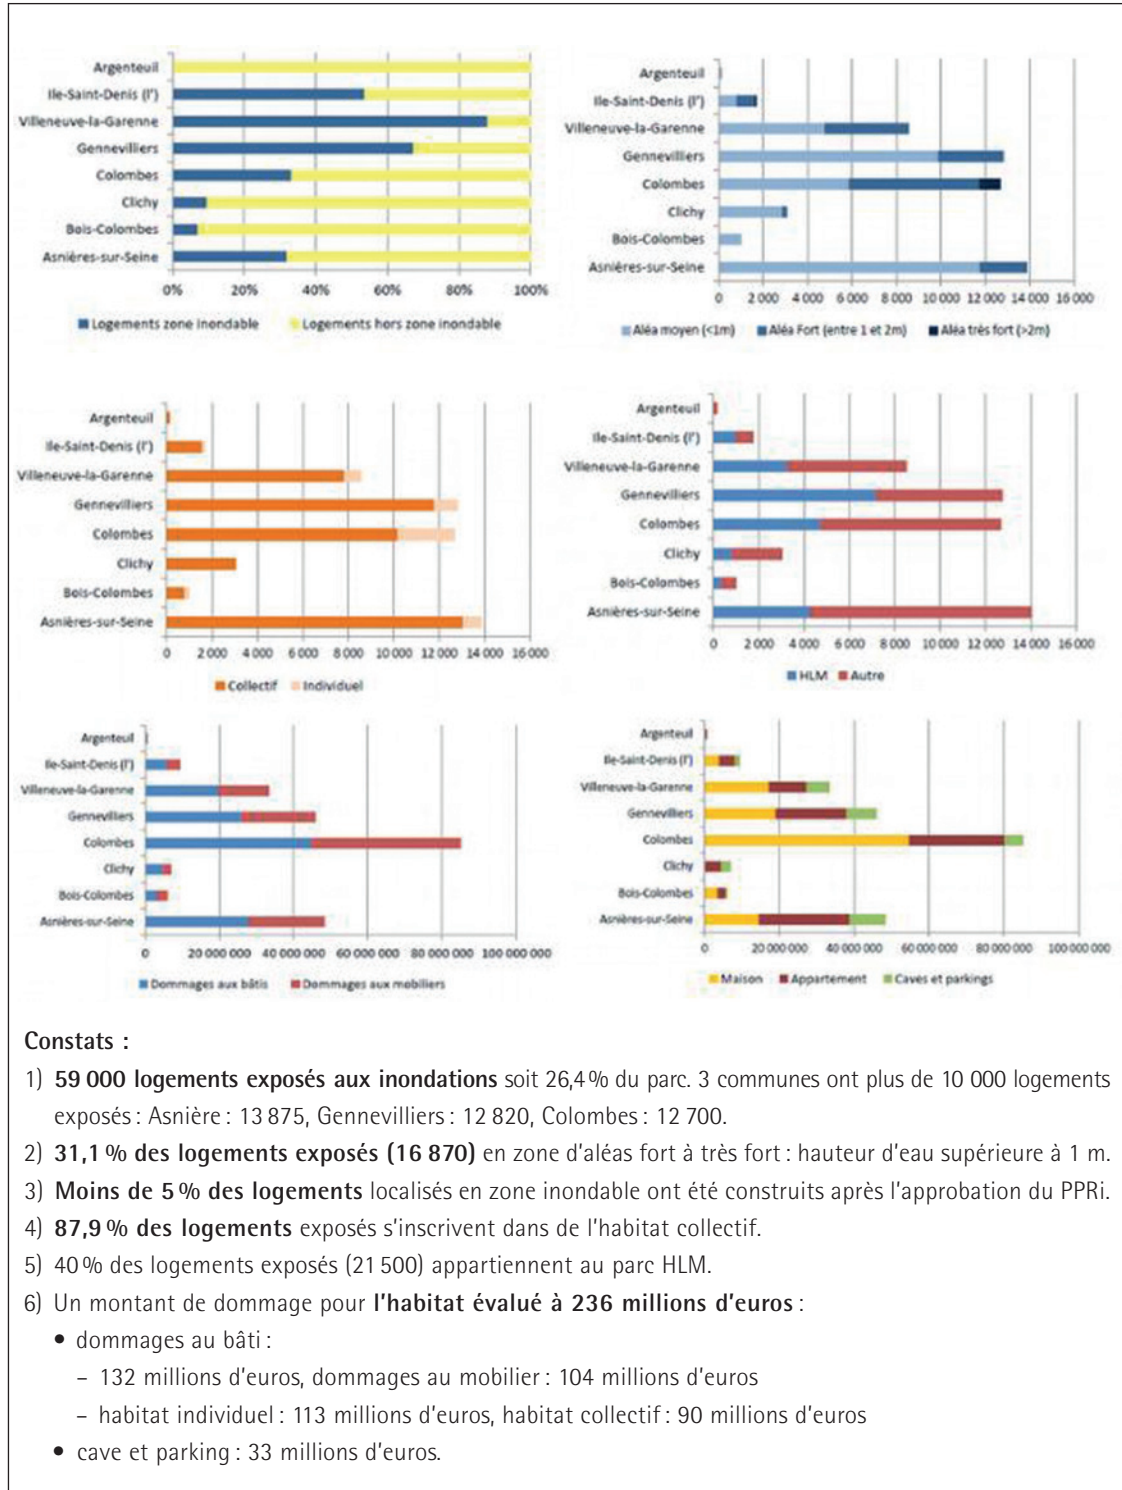 Argenteuil
Ile-Saint-Denis (l')
Villeneuve-la-Garenne
Gennevilliers
Colombes
Clichy
Bois-Colombes
Asnières-sur-Seine
0% 20% 40% 60% 80% 100%
Logements zone inondable Logements hors zone inondable
Argenteuil
Ile-Saint-Denis (l')
Villeneuve-la-Garenne
Gennevilliers
Colombes
Clichy
Bois-Colombes
Asnières-sur-Seine
0 2 000 4 000 6 000 8 000 10 000 12 000 14 000 16 000
Aléa moyen (<1m) Aléa Fort (entre 1 et 2m) Aléa très fort (>2m)
Argenteuil
Ile-Saint-Denis (l')
Villeneuve-la-Garenne
Gennevilliers
Colombes
Clichy
Bois-Colombes
Asnières-sur-Seine
0 2 000 4 000 6 000 8 000 10 000 12 000 14 000 16 000
Collectif Individuel
Argenteuil
Ile-Saint-Denis (l')
Villeneuve-la-Garenne
Gennevilliers
Colombes
Clichy
Bois-Colombes
Asnières-sur-Seine
0 2 000 4 000 6 000 8 000 10 000 12 000 14 000 16 000
HLM Autre
Argenteuil
Ile-Saint-Denis (l')
Villeneuve-la-Garenne
Gennevilliers
Colombes
Clichy
Bois-Colombes
Asnières-sur-Seine
0 20 000 000 40 000 000 60 000 000 80 000 000 100 000 000
Dommages aux bâtis Dommages aux mobiliers
Argenteuil
Ile-Saint-Denis (l')
Villeneuve-la-Garenne
Gennevilliers
Colombes
Clichy
Bois-Colombes
Asnières-sur-Seine
0 20 000 000 40 000 000 60 000 000 80 000 000 100 000 000
Maison Appartement Caves et parkings
Constats :
1) 59 000 logements exposés aux inondations soit 26,4 % du parc. 3 communes ont plus de 10 000 logements
exposés : Asnière : 13 875, Gennevilliers : 12 820, Colombes : 12 700.
2) 31,1 % des logements exposés (16 870) en zone d'aléas fort à très fort : hauteur d'eau supérieure à 1 m.
3) Moins de 5 % des logements localisés en zone inondable ont été construits après l'approbation du PPRi.
4) 87,9 % des logements exposés s'inscrivent dans de l'habitat collectif.
5) 40 % des logements exposés (21 500) appartiennent au parc HLM.
6) Un montant de dommage pour l'habitat évalué à 236 millions d'euros :
• dommages au bâti :
– 132 millions d'euros, dommages au mobilier : 104 millions d'euros
– habitat individuel : 113 millions d'euros, habitat collectif : 90 millions d'euros
• cave et parking : 33 millions d'euros.